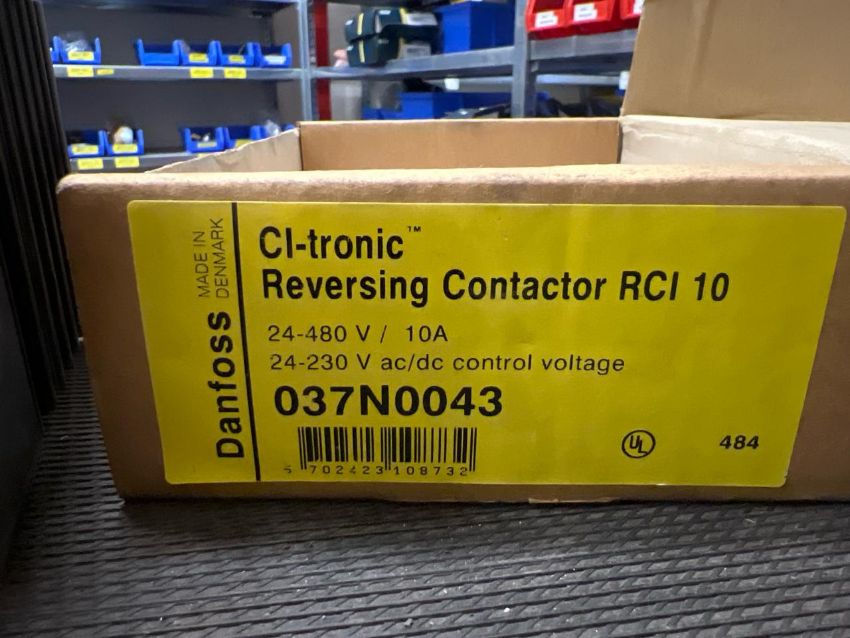 MADE IN
DENMARK
Danfoss
CI-tronic™
Reversing Contactor RCI 10
24-480 V / 10A
24-230 V ac/dc control voltage
037N0043
5 702423 108732
UL
484